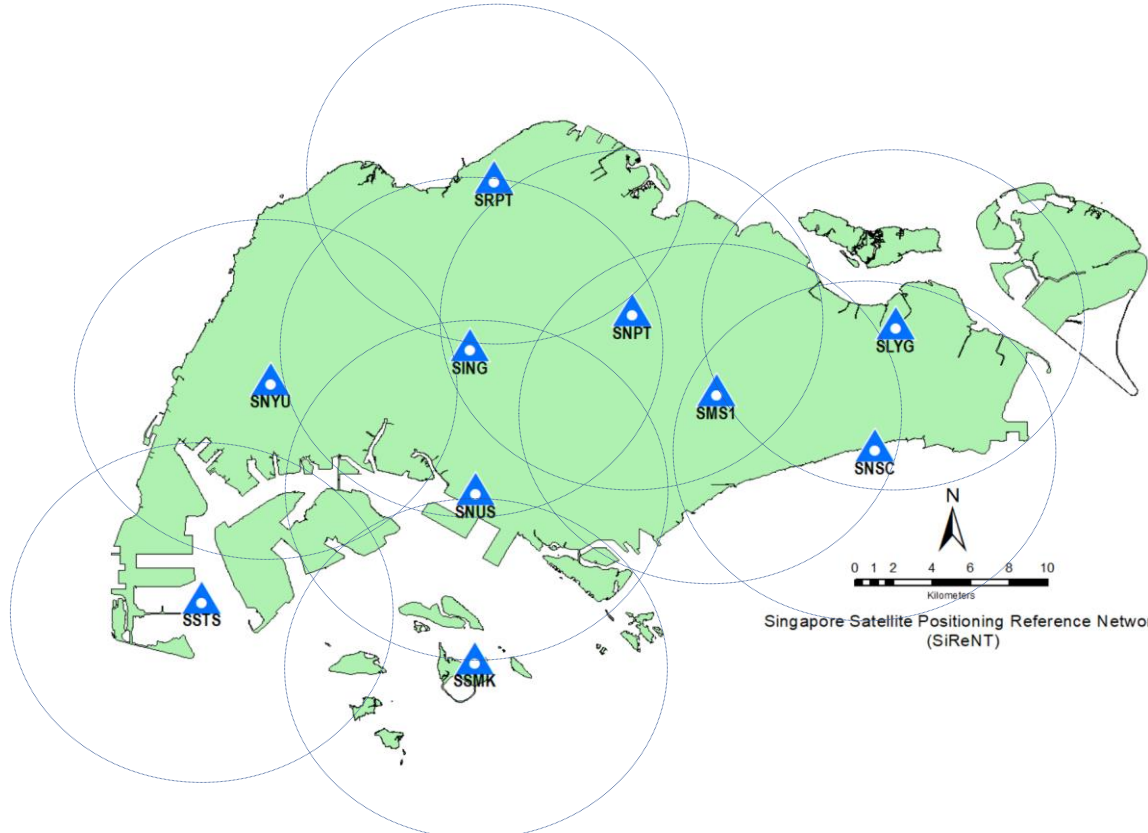 SRPT
SNPT
SLYG
SING
SNYU
SMS1
SNSC
SNUS
N
0 1 2 4 6 8 10
Kilometers
SSTS
Singapore Satellite Positioning Reference Networ
(SiReNT)
SSMK